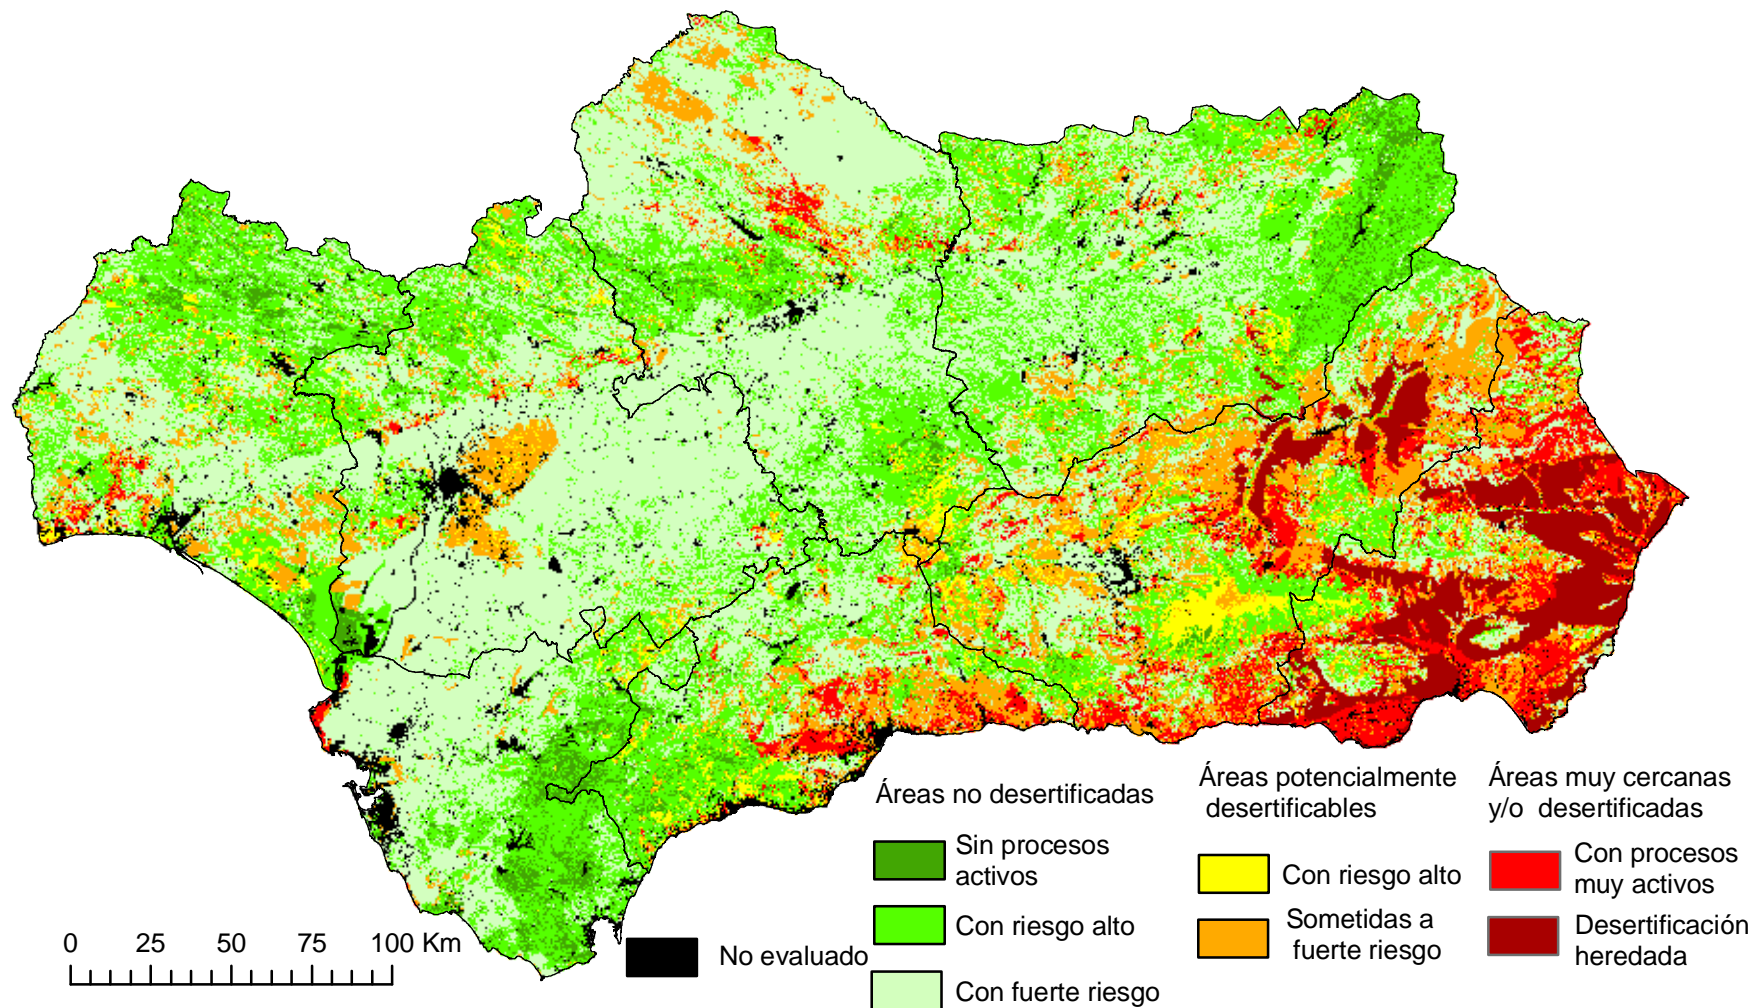 Áreas no desertificadas
Sin procesos
activos
Con riesgo alto
Con fuerte riesgo
Áreas potencialmente
desertificables
Con riesgo alto
Sometidas a
fuerte riesgo
Áreas muy cercanas
y/o desertificadas
Con procesos
muy activos
Desertificación
heredada
No evaluado
0 25 50 75 100 Km